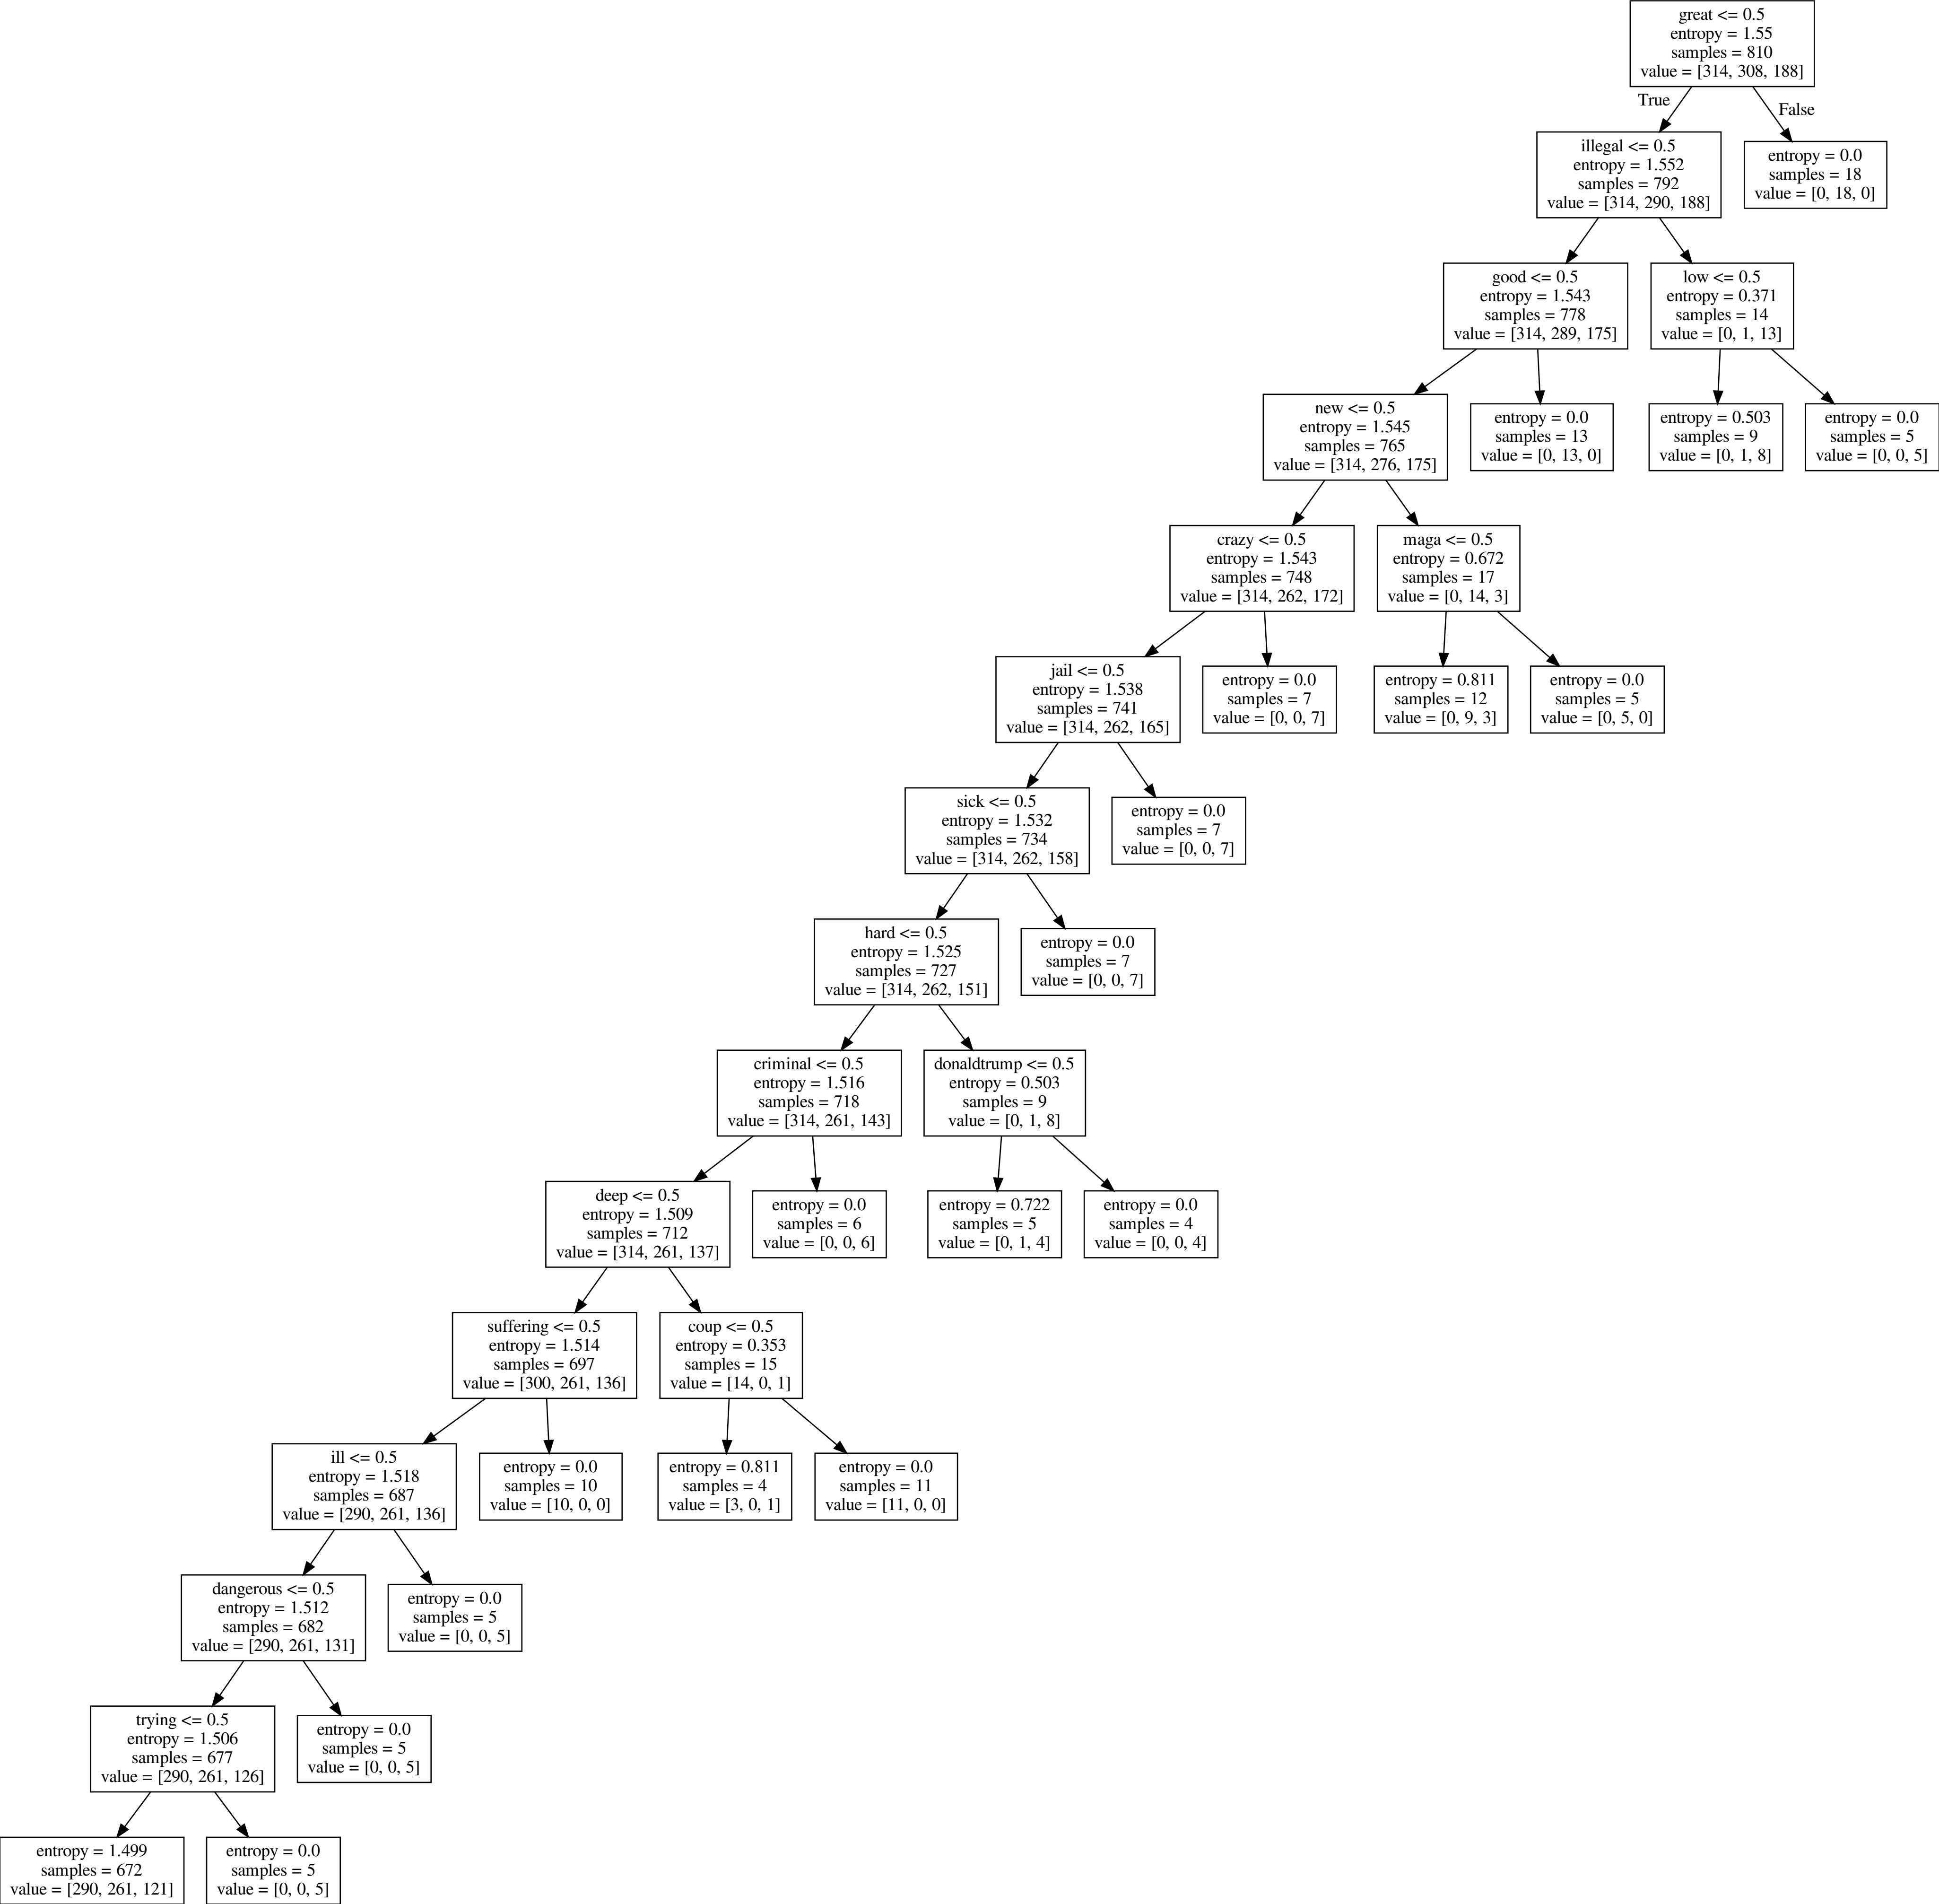 great <= 0.5
entropy = 1.55
samples = 810
value = [314, 308, 188]
True
False
illegal <= 0.5
entropy = 1.552
samples = 792
value = [314, 290, 188]
entropy = 0.0
samples = 18
value = [0, 18, 0]
good <= 0.5
entropy = 1.543
samples = 778
value = [314, 289, 175]
low <= 0.5
entropy = 0.371
samples = 14
value = [0, 1, 13]
new <= 0.5
entropy = 1.545
samples = 765
value = [314, 276, 175]
entropy = 0.0
samples = 13
value = [0, 13, 0]
entropy = 0.503
samples = 9
value = [0, 1, 8]
entropy = 0.0
samples = 5
value = [0, 0, 5]
crazy <= 0.5
entropy = 1.543
samples = 748
value = [314, 262, 172]
maga <= 0.5
entropy = 0.672
samples = 17
value = [0, 14, 3]
jail <= 0.5
entropy = 1.538
samples = 741
value = [314, 262, 165]
entropy = 0.0
samples = 7
value = [0, 0, 7]
entropy = 0.811
samples = 12
value = [0, 9, 3]
entropy = 0.0
samples = 5
value = [0, 5, 0]
sick <= 0.5
entropy = 1.532
samples = 734
value = [314, 262, 158]
entropy = 0.0
samples = 7
value = [0, 0, 7]
hard <= 0.5
entropy = 1.525
samples = 727
value = [314, 262, 151]
entropy = 0.0
samples = 7
value = [0, 0, 7]
criminal <= 0.5
entropy = 1.516
samples = 718
value = [314, 261, 143]
donaldtrump <= 0.5
entropy = 0.503
samples = 9
value = [0, 1, 8]
deep <= 0.5
entropy = 1.509
samples = 712
value = [314, 261, 137]
entropy = 0.0
samples = 6
value = [0, 0, 6]
entropy = 0.722
samples = 5
value = [0, 1, 4]
entropy = 0.0
samples = 4
value = [0, 0, 4]
suffering <= 0.5
entropy = 1.514
samples = 697
value = [300, 261, 136]
coup <= 0.5
entropy = 0.353
samples = 15
value = [14, 0, 1]
ill <= 0.5
entropy = 1.518
samples = 687
value = [290, 261, 136]
entropy = 0.0
samples = 10
value = [10, 0, 0]
entropy = 0.811
samples = 4
value = [3, 0, 1]
entropy = 0.0
samples = 11
value = [11, 0, 0]
dangerous <= 0.5
entropy = 1.512
samples = 682
value = [290, 261, 131]
entropy = 0.0
samples = 5
value = [0, 0, 5]
trying <= 0.5
entropy = 1.506
samples = 677
value = [290, 261, 126]
entropy = 0.0
samples = 5
value = [0, 0, 5]
entropy = 1.499
samples = 672
value = [290, 261, 121]
entropy = 0.0
samples = 5
value = [0, 0, 5]